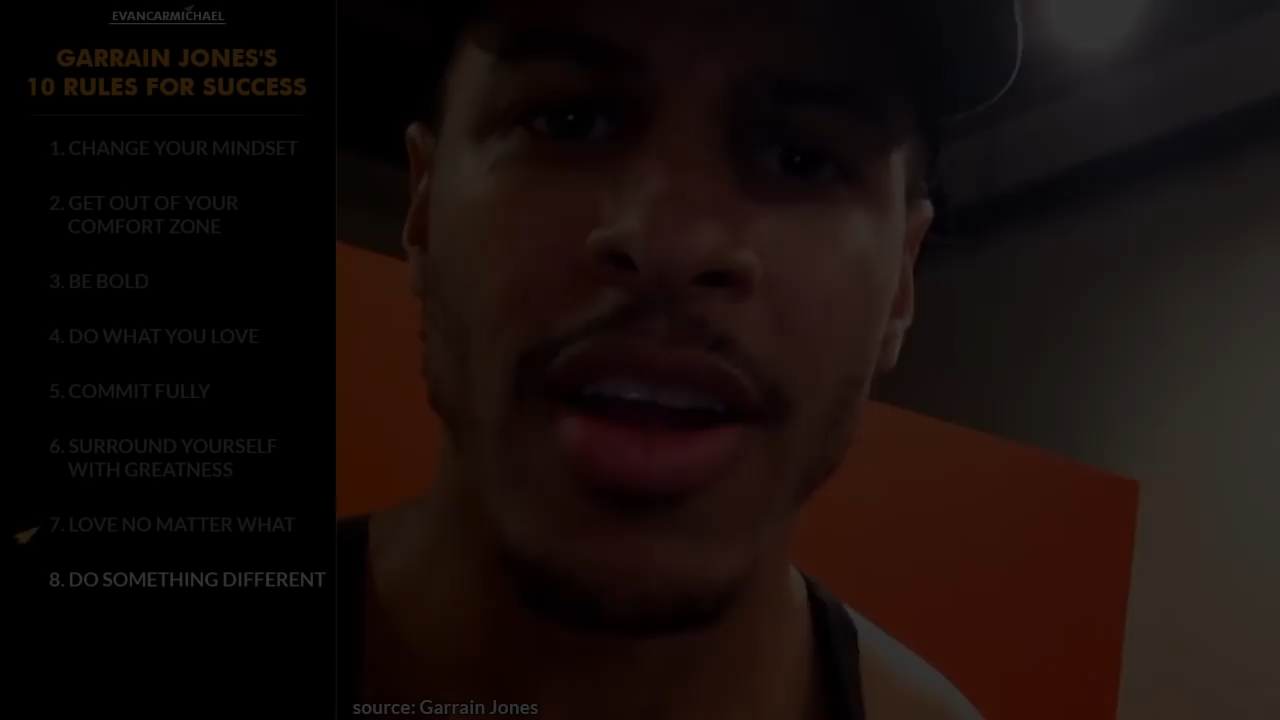 EVANCARMICHAEL
GARRAIN JONES'S
10 RULES FOR SUCCESS
1. CHANGE YOUR MINDSET
2. GET OUT OF YOUR
COMFORT ZONE
3. BE BOLD
4. DO WHAT YOU LOVE
5. COMMIT FULLY
6. SURROUND YOURSELF
WITH GREATNESS
7. LOVE NO MATTER WHAT
8. DO SOMETHING DIFFERENT
source: Garrain Jones